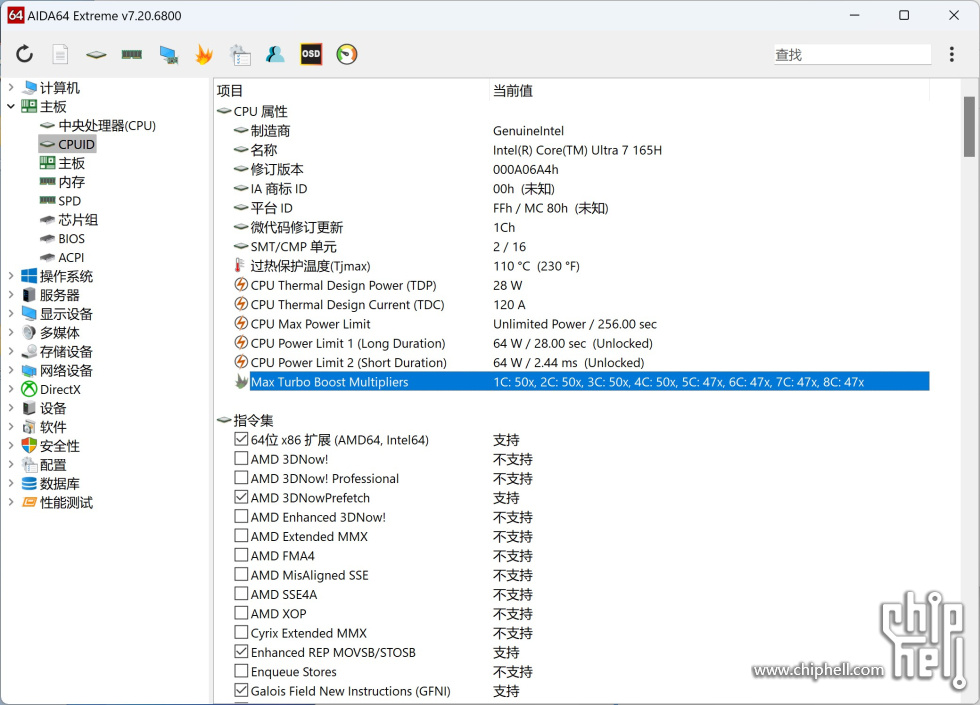 64 AIDA64 Extreme v7.20.6800
OSD
查找
计算机
主板
中央处理器(CPU)
CPUID
主板
内存
SPD
芯片组
BIOS
ACPI
操作系统
服务器
显示设备
多媒体
存储设备
网络设备
DirectX
设备
软件
安全性
配置
数据库
性能测试
项目 当前值
CPU 属性
制造商 GenuineIntel
名称 Intel(R) Core(TM) Ultra 7 165H
修订版本 000A06A4h
IA 商标 ID 00h (未知)
平台 ID FFh / MC 80h (未知)
微代码修订更新 1Ch
SMT/CMP 单元 2 / 16
过热保护温度(Tjmax) 110 °C (230 °F)
CPU Thermal Design Power (TDP) 28 W
CPU Thermal Design Current (TDC) 120 A
CPU Max Power Limit Unlimited Power / 256.00 sec
CPU Power Limit 1 (Long Duration) 64 W / 28.00 sec (Unlocked)
CPU Power Limit 2 (Short Duration) 64 W / 2.44 ms (Unlocked)
Max Turbo Boost Multipliers 1C: 50x, 2C: 50x, 3C: 50x, 4C: 50x, 5C: 47x, 6C: 47x, 7C: 47x, 8C: 47x
指令集
64位 x86 扩展 (AMD64, Intel64) 支持
AMD 3DNow! 不支持
AMD 3DNow! Professional 不支持
AMD 3DNowPrefetch 支持
AMD Enhanced 3DNow! 不支持
AMD Extended MMX 不支持
AMD FMA4 不支持
AMD MisAligned SSE 不支持
AMD SSE4A 不支持
AMD XOP 不支持
Cyrix Extended MMX 不支持
Enhanced REP MOVSB/STOSB 支持
Enqueue Stores 不支持
Galois Field New Instructions (GFNI) 支持
chip
hell
www.chiphell.com